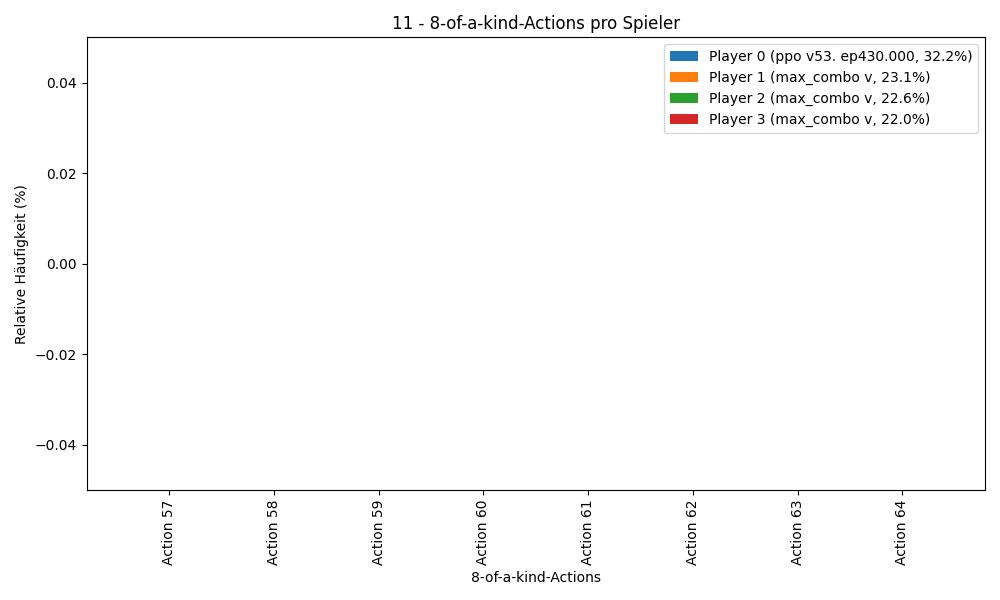 11 - 8-of-a-kind-Actions pro Spieler
Player 0 (ppo v53. ep430.000, 32.2%)
Player 1 (max_combo v, 23.1%)
Player 2 (max_combo v, 22.6%)
Player 3 (max_combo v, 22.0%)
Relative Häufigkeit (%)
0.04
0.02
0.00
−0.02
−0.04
Action 57
Action 58
Action 59
Action 60
Action 61
Action 62
Action 63
Action 64
8-of-a-kind-Actions